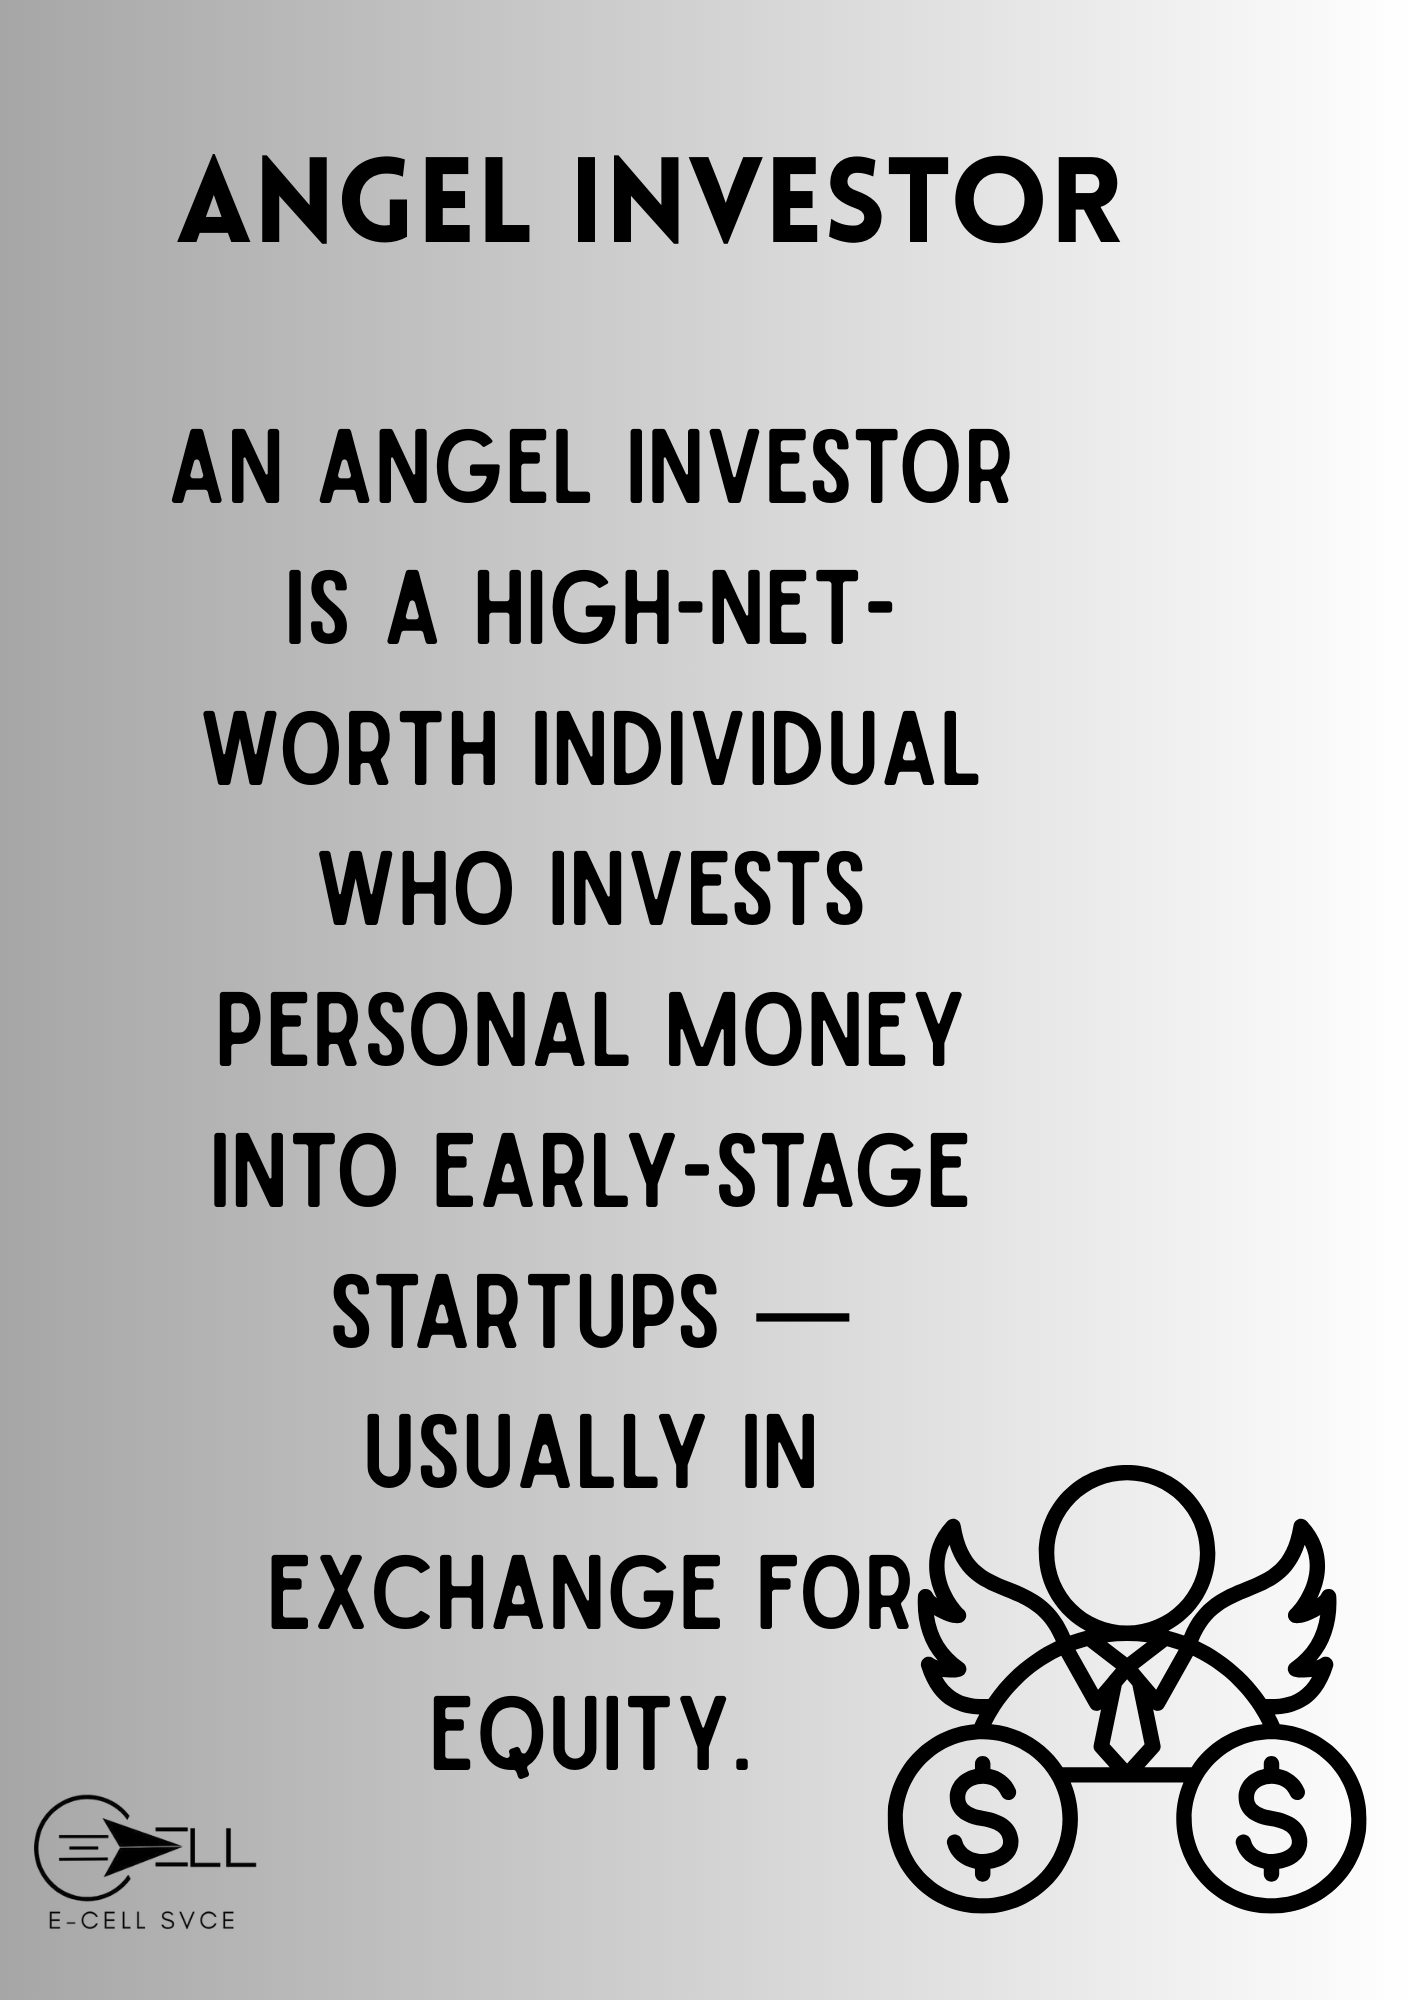 ANGEL INVESTOR
AN ANGEL INVESTOR
IS A HIGH-NET-
WORTH INDIVIDUAL
WHO INVESTS
PERSONAL MONEY
INTO EARLY-STAGE
STARTUPS —
USUALLY IN
EXCHANGE FOR
EQUITY.
$ $
E-CELL
E-CELL SVCE